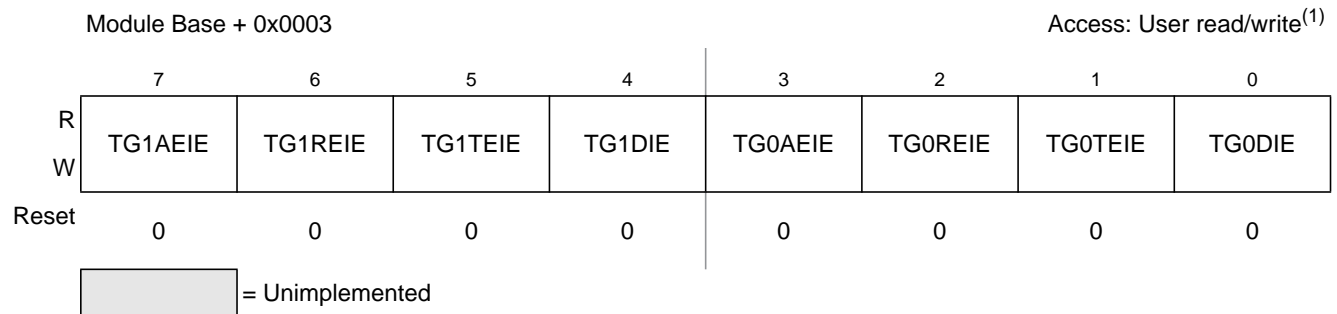 Module Base + 0x0003 Access: User read/write(1)
7 6 5 4 3 2 1 0
R
TG1AEIE TG1REIE TG1TEIE TG1DIE TG0AEIE TG0REIE TG0TEIE TG0DIE
W
Reset 0 0 0 0 0 0 0 0
= Unimplemented